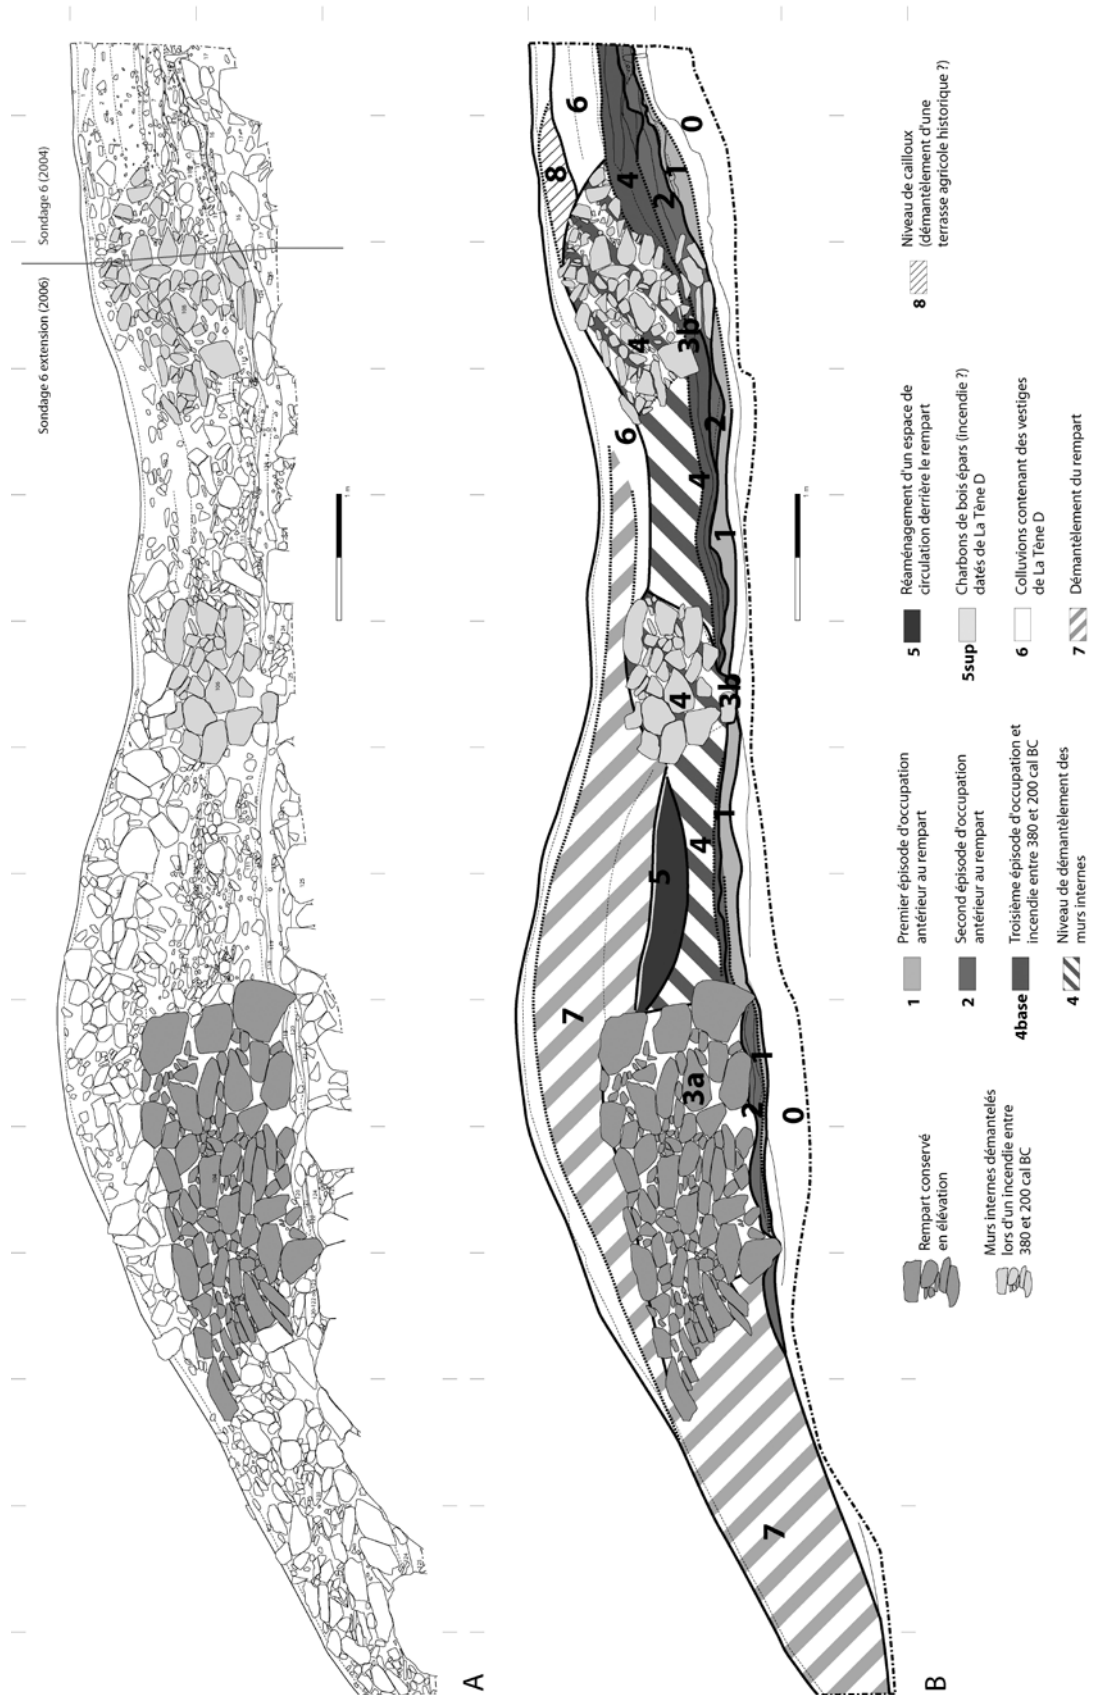 Sondage 6 extension (2006)
Sondage 6 (2004)
1 m
A
8
6
6
4
0
1
2
4
3b
2
4
1
4
3b
7
5
4
1
3a
2
1
0
7
1 m
B
Rempart conservé
en élévation
Murs internes démantelés
lors d'un incendie entre
380 et 200 cal BC
1 Premier épisode d'occupation
antérieur au rempart
2 Second épisode d'occupation
antérieur au rempart
4base Troisième épisode d'occupation et
incendie entre 380 et 200 cal BC
4 Niveau de démantèlement des
murs internes
5 Réaménagement d'un espace de
circulation derrière le rempart
5sup Charbons de bois épars (incendie ?)
datés de La Tène D
6 Colluvions contenant des vestiges
de La Tène D
7 Démantèlement du rempart
8 Niveau de cailloux
(démantèlement d'une
terrasse agricole historique ?)